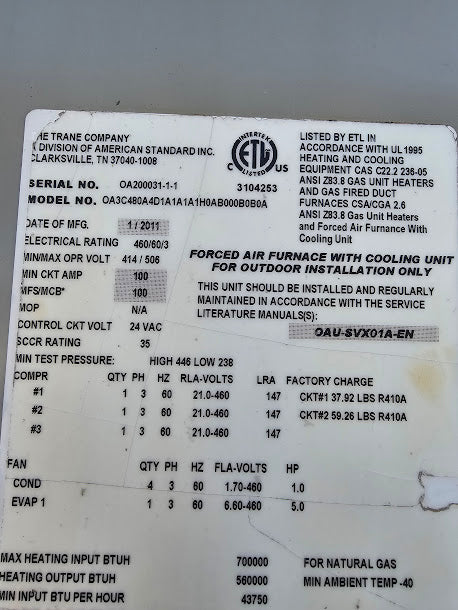 HE TRANE COMPANY
DIVISION OF AMERICAN STANDARD INC.
CLARKSVILLE, TN 37040-1008
INTERTEK
ETL
LISTED
C US
3104253
LISTED BY ETL IN
ACCORDANCE WITH UL1995
HEATING AND COOLING
EQUIPMENT CAS C22.2 236-05
ANSI Z83.8 GAS UNIT HEATERS
AND GAS FIRED DUCT
FURNACES CSA/CGA 2.6
ANSI Z83.8 Gas Unit Heaters
and Forced Air Furnance With
Cooling Unit
SERIAL NO. OA200031-1-1
MODEL NO. OA3C480A4D1A1A1A1H0AB000B0B0A
DATE OF MFG. 1/2011
ELECTRICAL RATING 460/60/3
MIN/MAX OPR VOLT 414 / 506
MIN CKT AMP 100
MFS/MCB* 100
MOP N/A
CONTROL CKT VOLT 24 VAC
SCCR RATING 35
FORCED AIR FURNACE WITH COOLING UNIT
FOR OUTDOOR INSTALLATION ONLY
THIS UNIT SHOULD BE INSTALLED AND REGULARLY
MAINTAINED IN ACCORDANCE WITH THE SERVICE
LITERATURE MANUALS(S):
OAU-SVX01A-EN
MIN TEST PRESSURE: HIGH 446 LOW 238
COMPR QTY PH HZ RLA-VOLTS LRA FACTORY CHARGE
#1 1 3 60 21.0-460 147 CKT#1 37.92 LBS R410A
#2 1 3 60 21.0-460 147 CKT#2 59.26 LBS R410A
#3 1 3 60 21.0-460 147
FAN QTY PH HZ FLA-VOLTS HP
COND 4 3 60 1.70-460 1.0
EVAP 1 1 3 60 6.60-460 5.0
MAX HEATING INPUT BTUH 700000 FOR NATURAL GAS
HEATING OUTPUT BTUH 560000 MIN AMBIENT TEMP -40
MIN INPUT BTU PER HOUR 43750